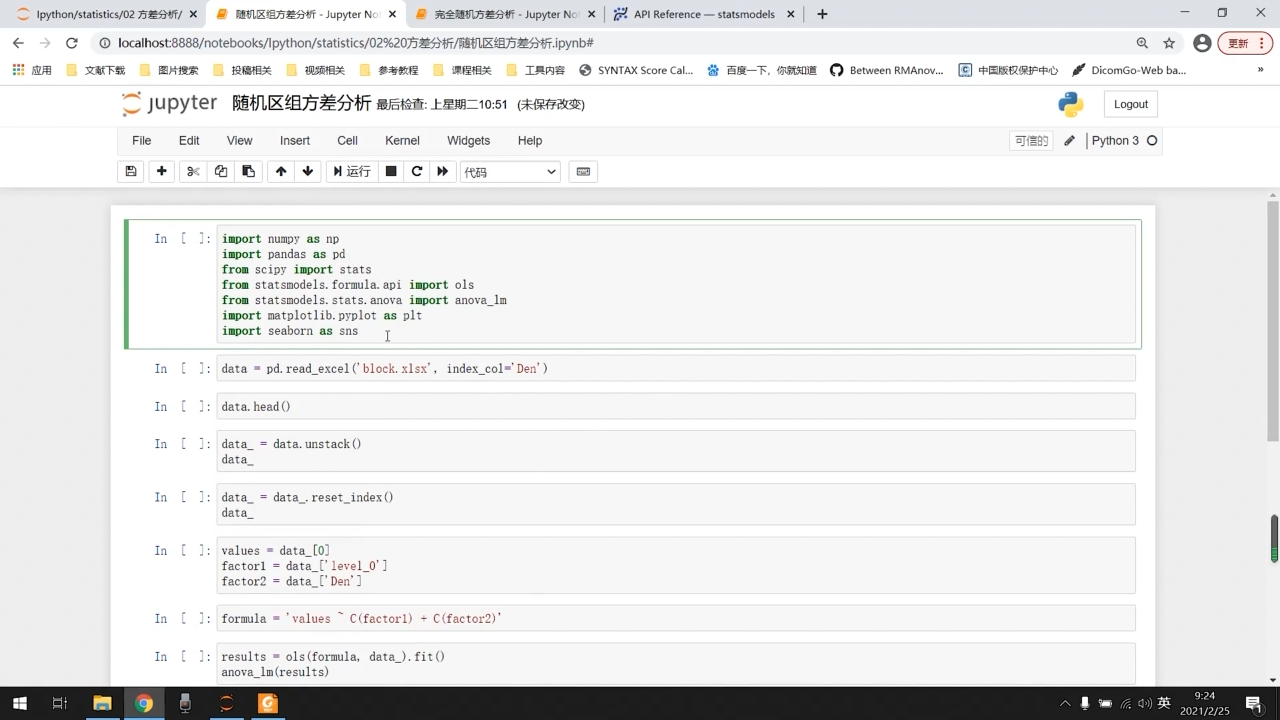 Ipython/statistics/02 方差分析/
随机区组方差分析 - Jupyter No
完全随机方差分析 - Jupyter Not
API Reference — statsmodels
localhost:8888/notebooks/Ipython/statistics/02%20方差分析/随机区组方差分析.ipynb#
更新
应用
文献下载
图片搜索
投稿相关
视频相关
参考教程
课程相关
工具内容
SYNTAX Score Cal...
百度一下，你就知道
Between RMAnov...
中国版权保护中心
DicomGo-Web ba...
»
jupyter
随机区组方差分析 最后检查: 上星期二10:51 (未保存改变)
Logout
File Edit View Insert Cell Kernel Widgets Help
可信的
Python 3
运行
代码
In [ ]: import numpy as np
import pandas as pd
from scipy import stats
from statsmodels.formula.api import ols
from statsmodels.stats.anova import anova_lm
import matplotlib.pyplot as plt
import seaborn as sns
In [ ]: data = pd.read_excel('block.xlsx', index_col='Den')
In [ ]: data.head()
In [ ]: data_ = data.unstack()
data_
In [ ]: data_ = data_.reset_index()
data_
In [ ]: values = data_[0]
factor1 = data_['level_0']
factor2 = data_['Den']
In [ ]: formula = 'values ~ C(factor1) + C(factor2)'
In [ ]: results = ols(formula, data_).fit()
anova_lm(results)
英
9:24
2021/2/25
1